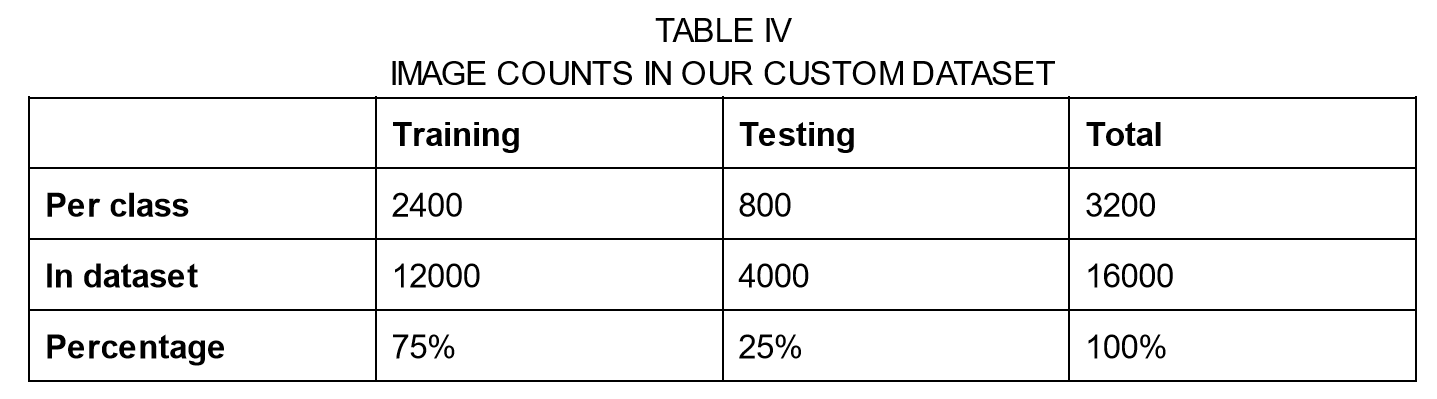 TABLE IV
IMAGE COUNTS IN OUR CUSTOM DATASET
Training Testing Total
Per class 2400 800 3200
In dataset 12000 4000 16000
Percentage 75% 25% 100%